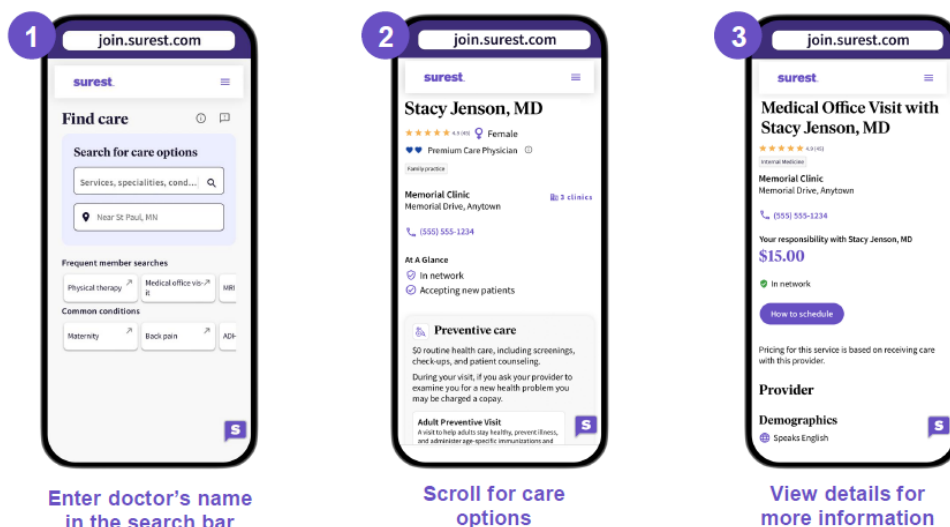 1
join.surest.com
surest.
Find care
Search for care options
Services, specialities, cond...
Near St Paul, MN
Frequent member searches
Physical therapy
Medical office vis-
it
MRI
Common conditions
Maternity
Back pain
ADH
Enter doctor's name
in the search bar
2
join.surest.com
surest.
Stacy Jenson, MD
4.9 (45) Female
Premium Care Physician
Family practice
Memorial Clinic
Memorial Drive, Anytown
3 clinics
(555) 555-1234
At A Glance
In network
Accepting new patients
Preventive care
$0 routine health care, including screenings,
check-ups, and patient counseling.
During your visit, if you ask your provider to
examine you for a new health problem you
may be charged a copay.
Adult Preventive Visit
A visit to help adults stay healthy, prevent illness,
and administer age-specific immunizations and
S
Scroll for care
options
3
join.surest.com
surest.
Medical Office Visit with
Stacy Jenson, MD
4.9 (45)
Internal Medicine
Memorial Clinic
Memorial Drive, Anytown
(555) 555-1234
Your responsibility with Stacy Jenson, MD
$15.00
In network
How to schedule
Pricing for this service is based on receiving care
with this provider.
Provider
Demographics
Speaks English
S
View details for
more information